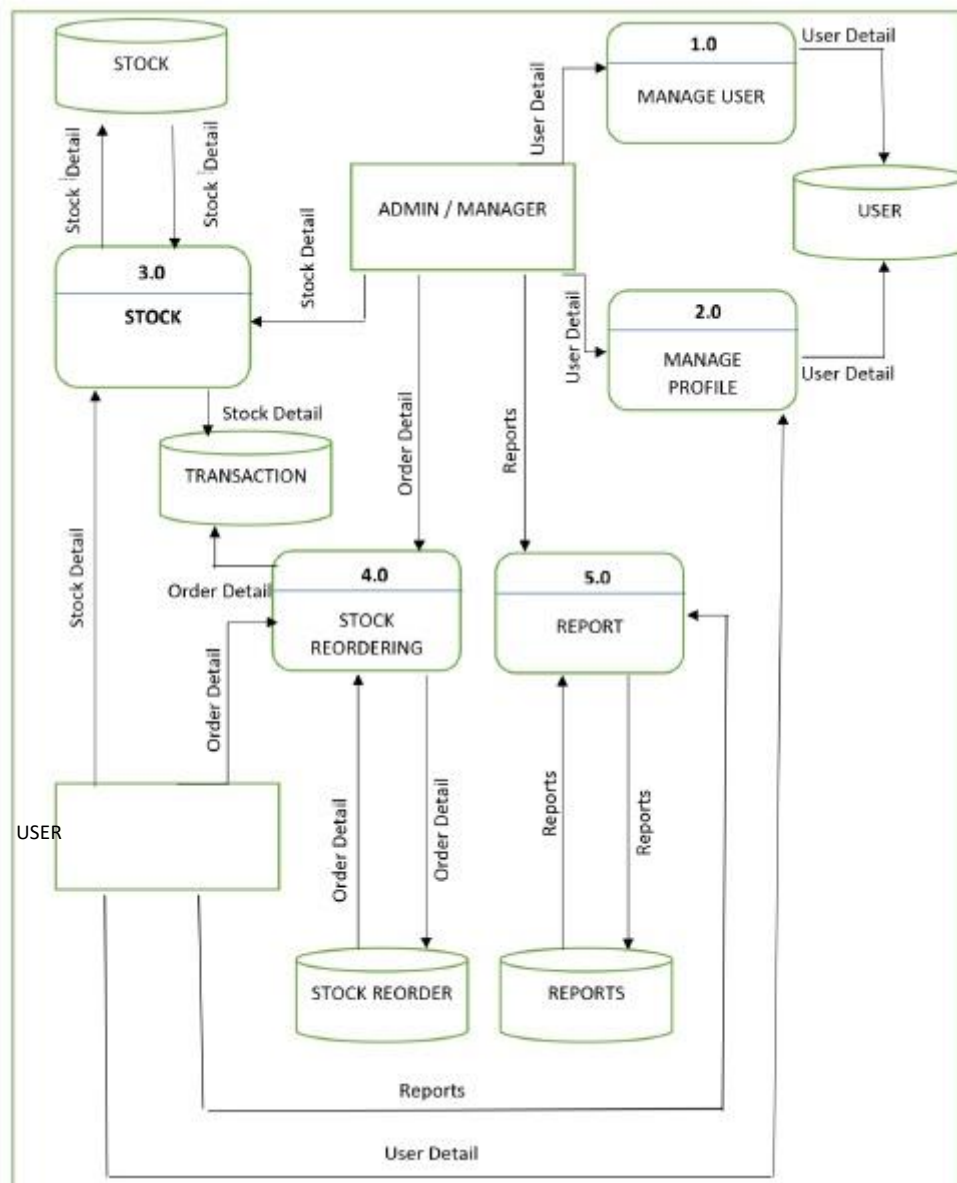 1.0
User Detail
STOCK
MANAGE USER
User Detail
Stock Detail
Stock Detail
ADMIN / MANAGER
USER
3.0
STOCK
Stock Detail
2.0
User Detail
MANAGE
PROFILE
User Detail
Stock Detail
TRANSACTION
Order Detail
Reports
4.0
5.0
Order Detail
STOCK
REORDERING
REPORT
Stock Detail
Order Detail
USER
Order Detail
Order Detail
Reports
Reports
STOCK REORDER
REPORTS
Reports
User Detail